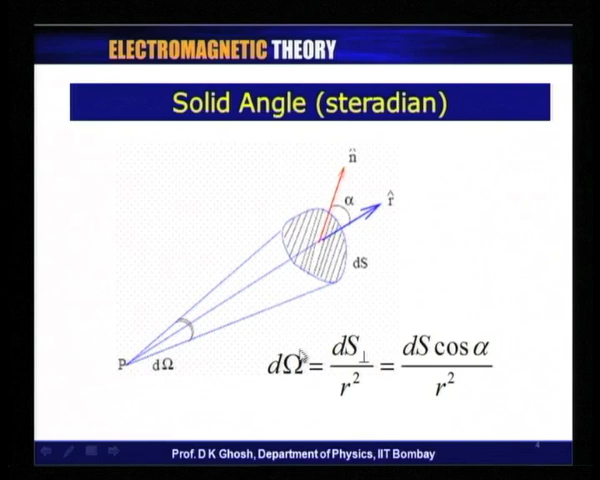 ELECTROMAGNETIC THEORY
Solid Angle (steradian)
n̂
α
r̂
dS
P
dΩ
dΩ = dS⊥ / r² = dS cos α / r²
4
Prof. D K Ghosh, Department of Physics, IIT Bombay